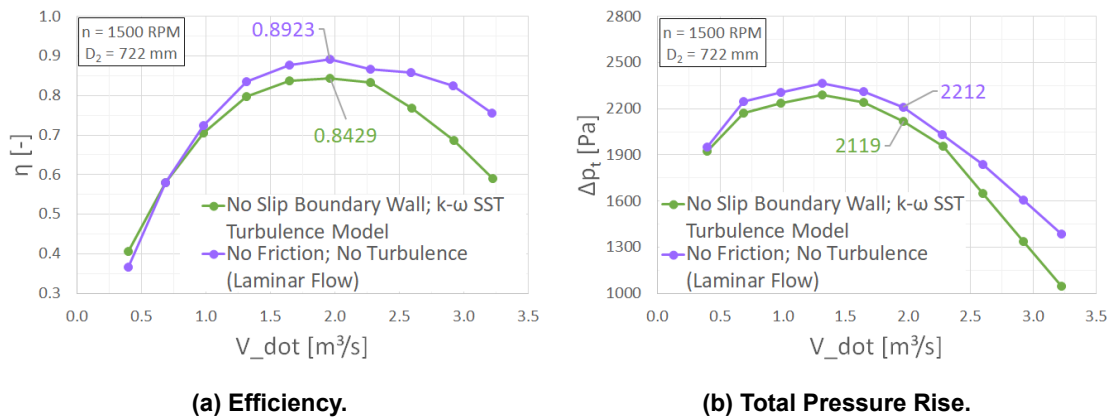 1.0
0.9
0.8
0.7
0.6
0.5
0.4
0.3
η [-]
n = 1500 RPM
D₂ = 722 mm
0.8923
0.8429
No Slip Boundary Wall; k-ω SST
Turbulence Model
No Friction; No Turbulence
(Laminar Flow)
0.0 0.5 1.0 1.5 2.0 2.5 3.0 3.5
V_dot [m³/s]
(a) Efficiency.
2800
2500
2200
1900
1600
1300
1000
Δpₜ [Pa]
n = 1500 RPM
D₂ = 722 mm
2212
2119
No Slip Boundary Wall; k-ω SST
Turbulence Model
No Friction; No Turbulence
(Laminar Flow)
0.0 0.5 1.0 1.5 2.0 2.5 3.0 3.5
V_dot [m³/s]
(b) Total Pressure Rise.